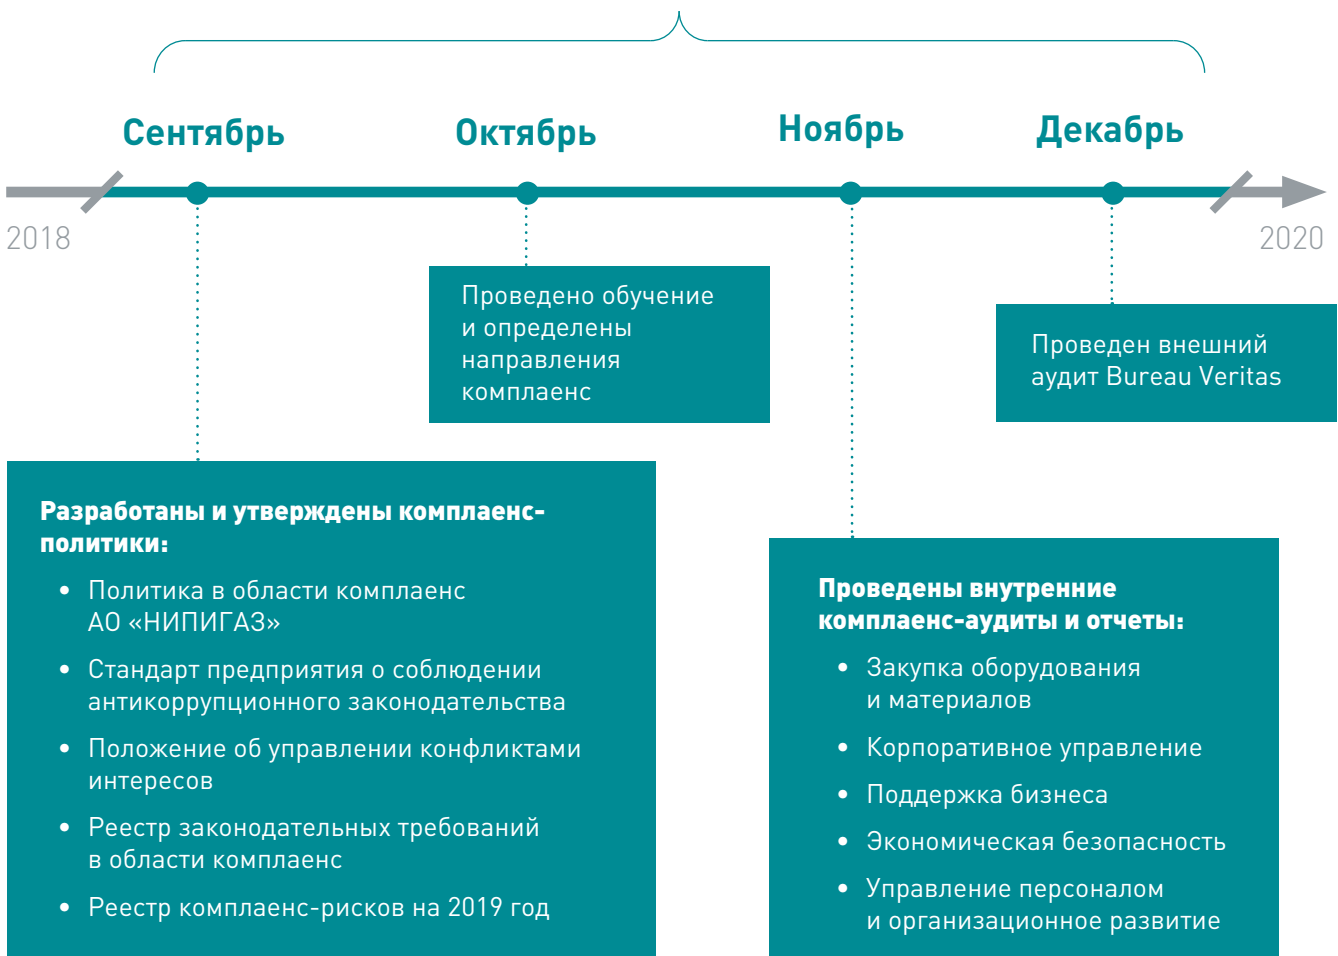 Сентябрь
Октябрь
Ноябрь
Декабрь
2018
2020
Проведено обучение
и определены
направления
комплаенс
Проведен внешний
аудит Bureau Veritas
Разработаны и утверждены комплаенс-
политики:
• Политика в области комплаенс
АО «НИПИГАЗ»
• Стандарт предприятия о соблюдении
антикоррупционного законодательства
• Положение об управлении конфликтами
интересов
• Реестр законодательных требований
в области комплаенс
• Реестр комплаенс-рисков на 2019 год
Проведены внутренние
комплаенс-аудиты и отчеты:
• Закупка оборудования
и материалов
• Корпоративное управление
• Поддержка бизнеса
• Экономическая безопасность
• Управление персоналом
и организационное развитие